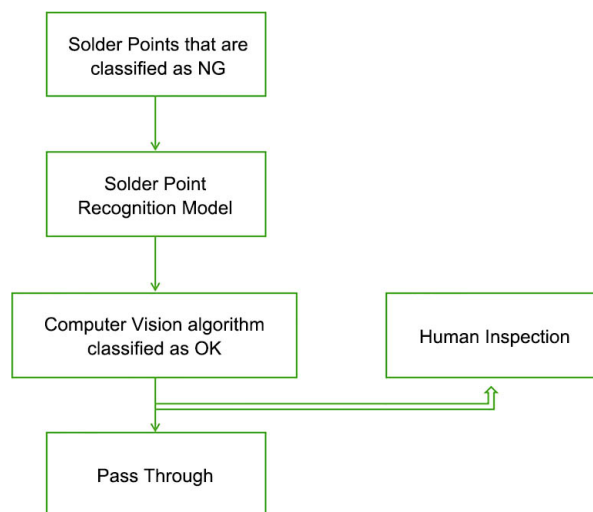 Solder Points that are
classified as NG
Solder Point
Recognition Model
Computer Vision algorithm
classified as OK
Human Inspection
Pass Through